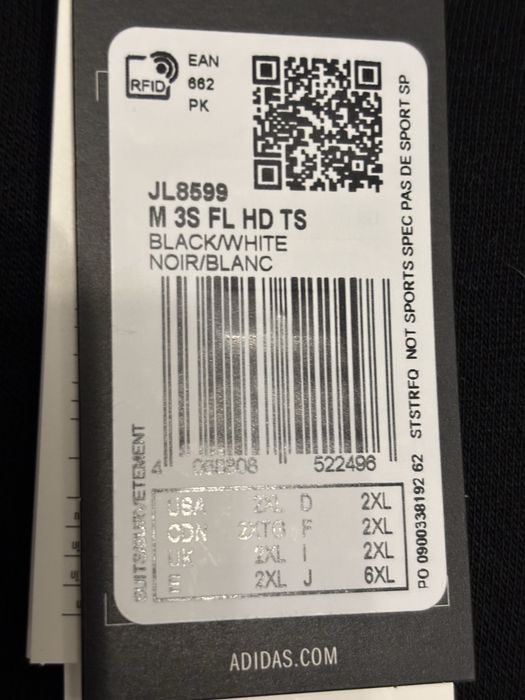 RFID
EAN
662
PK
JL8599
M 3S FL HD TS
BLACK/WHITE
NOIR/BLANC
522496
USA 2XL D 2XL
CDN 2XTG F 2XL
UK 2XL I 2XL
E 2XL J 6XL
PO 0900338192 62 STSTRFQ NOT SPORTS SPEC PAS DE SPORT SP
ADIDAS.COM